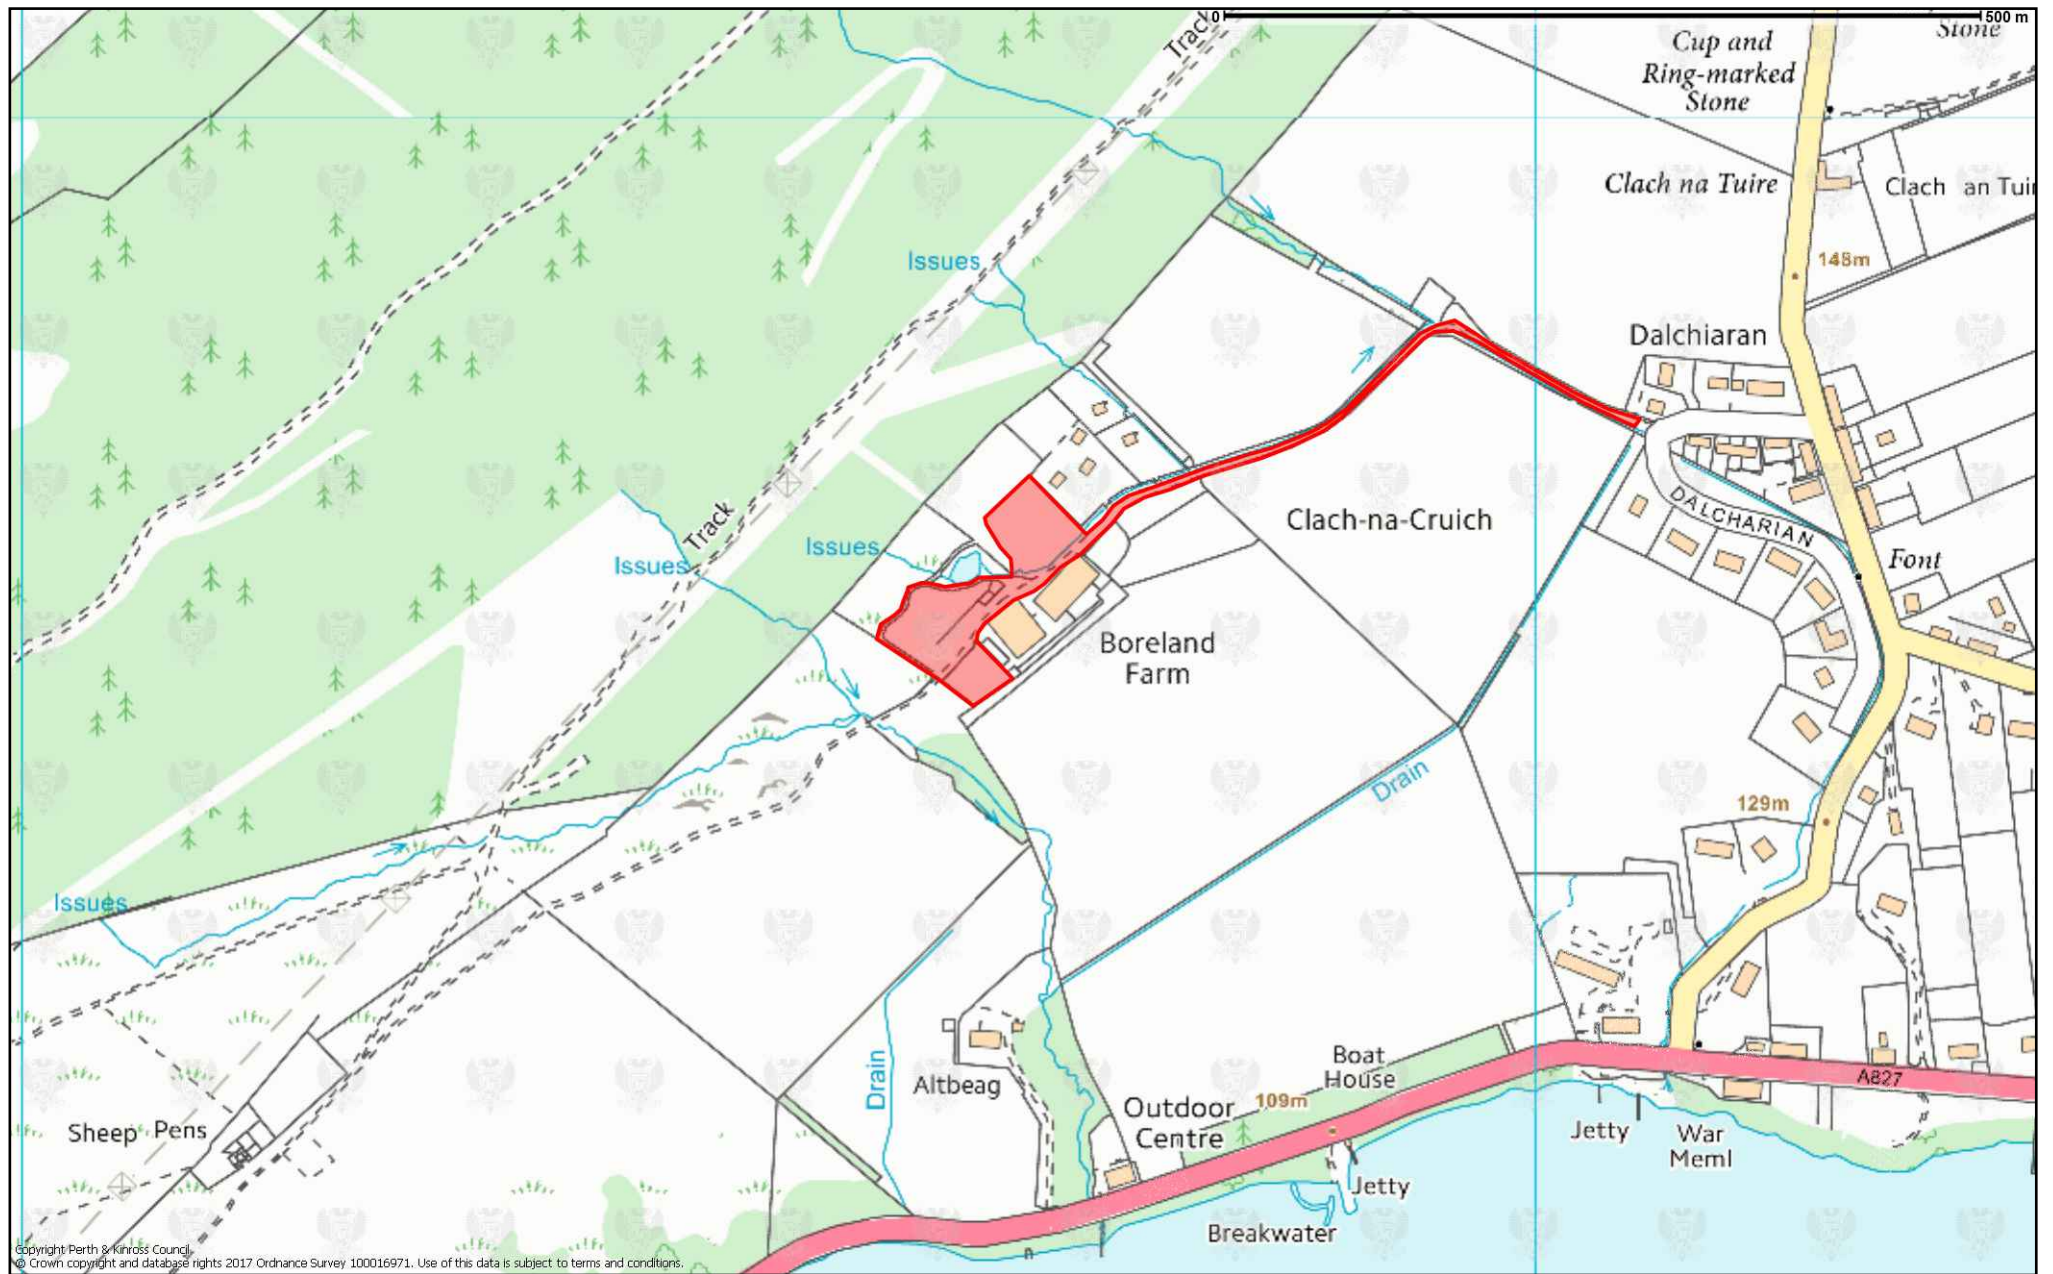 0
500 m
Stone
Track
Cup and
Ring-marked
Stone
Clach na Tuire
Clach an Tuir
148m
Issues
Dalchiaran
Clach-na-Cruich
DALCHARIAN
Font
Track
Issues
Issues
Boreland
Farm
Drain
129m
Issues
Boat
House
A827
Drain
Altbeag
Outdoor
Centre
109m
Sheep Pens
Jetty
War
Meml
Jetty
Breakwater
Copyright Perth & Kinross Council.
© Crown copyright and database rights 2017 Ordnance Survey 100016971. Use of this data is subject to terms and conditions.